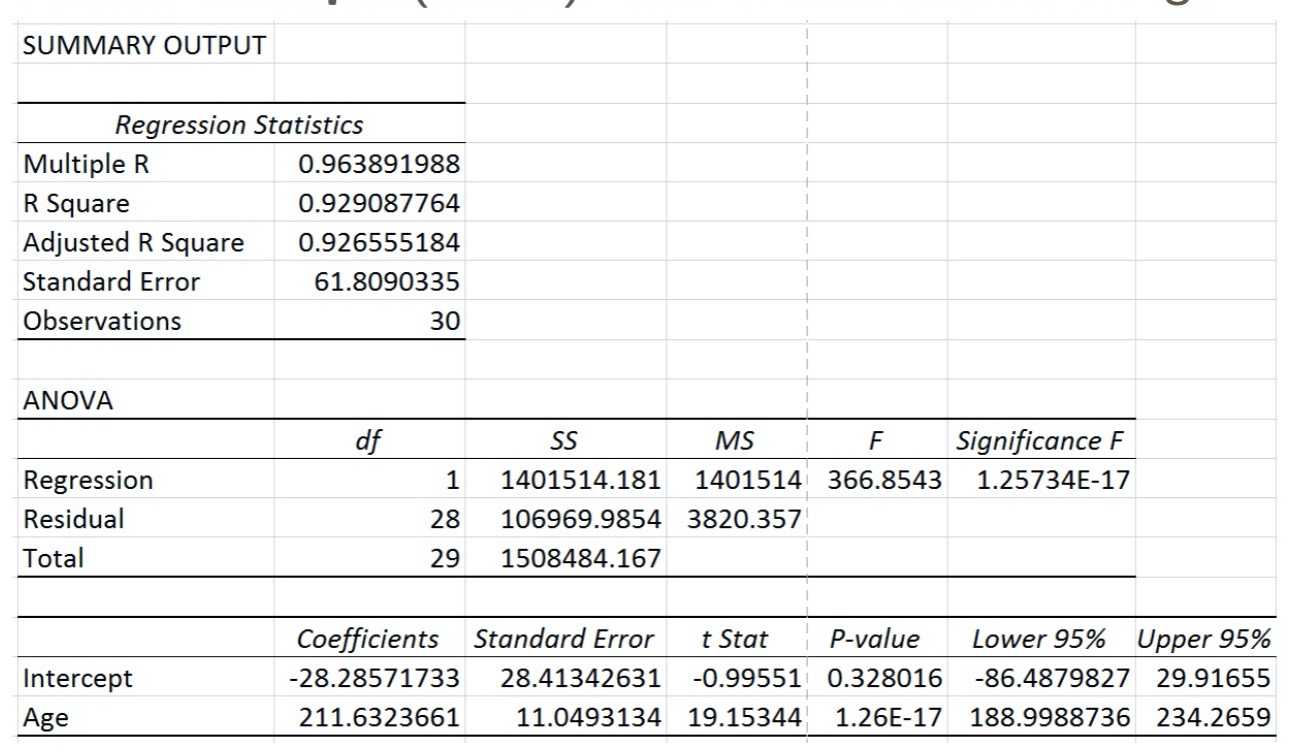 SUMMARY OUTPUT
Regression Statistics
Multiple R 0.963891988
R Square 0.929087764
Adjusted R Square 0.926555184
Standard Error 61.8090335
Observations 30
ANOVA
df SS MS F Significance F
Regression 1 1401514.181 1401514 366.8543 1.25734E-17
Residual 28 106969.9854 3820.357
Total 29 1508484.167
Coefficients Standard Error t Stat P-value Lower 95% Upper 95%
Intercept -28.28571733 28.41342631 -0.99551 0.328016 -86.4879827 29.91655
Age 211.6323661 11.0493134 19.15344 1.26E-17 188.9988736 234.2659